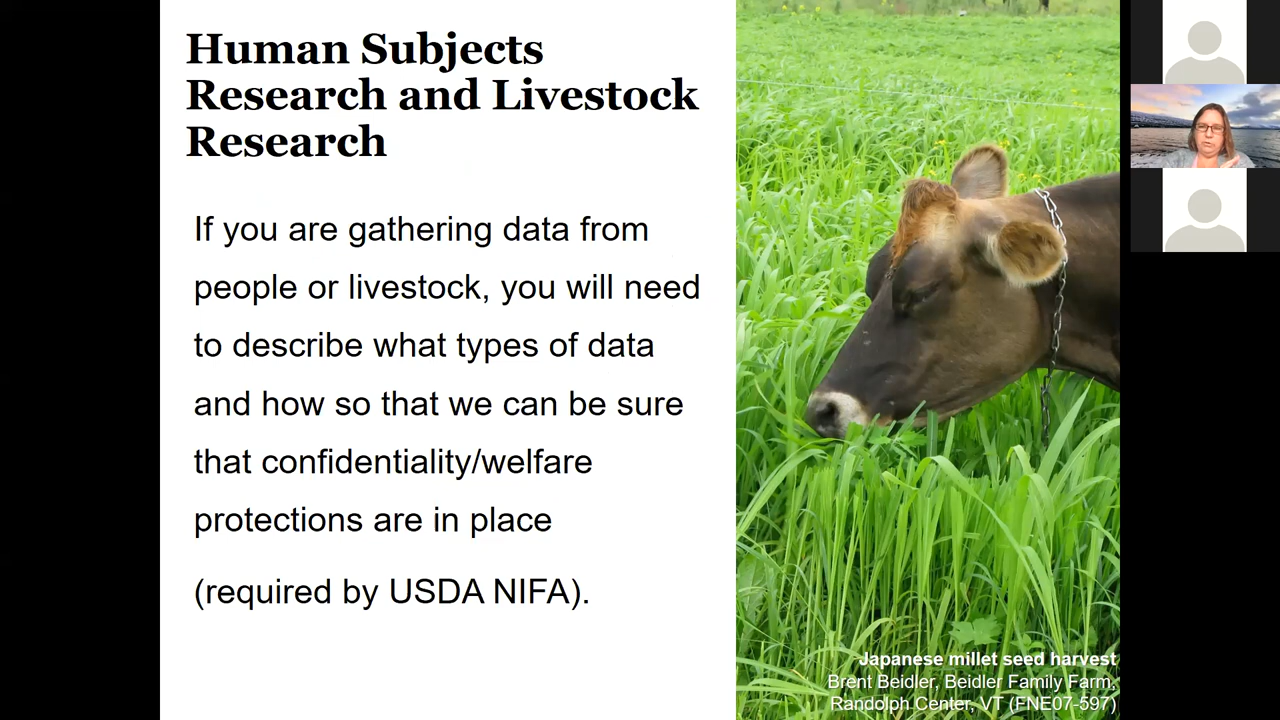 Human Subjects
Research and Livestock
Research
If you are gathering data from
people or livestock, you will need
to describe what types of data
and how so that we can be sure
that confidentiality/welfare
protections are in place
(required by USDA NIFA).
Japanese millet seed harvest
Brent Beidler, Beidler Family Farm,
Randolph Center, VT (FNE07-597)